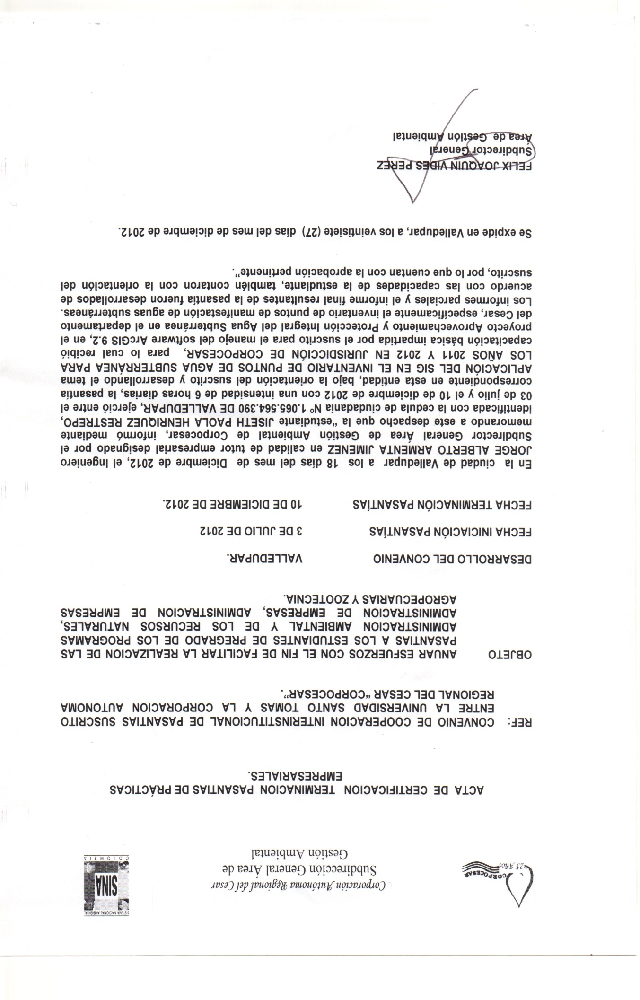 CORPOCESAR
25 Años
Corporación Autónoma Regional del Cesar
Subdirección General Área de
Gestión Ambiental
SISTEMA NACIONAL AMBIENTAL
SINA
COLOMBIA
ACTA DE CERTIFICACION TERMINACION PASANTIAS DE PRÁCTICAS
EMPRESARIALES.
REF: CONVENIO DE COOPERACION INTERINSTITUCIONAL DE PASANTIAS SUSCRITO
ENTRE LA UNIVERSIDAD SANTO TOMAS Y LA CORPORACION AUTONOMA
REGIONAL DEL CESAR “CORPOCESAR”.
OBJETO ANUAR ESFUERZOS CON EL FIN DE FACILITAR LA REALIZACION DE LAS
PASANTIAS A LOS ESTUDIANTES DE PREGRADO DE LOS PROGRAMAS
ADMINISTRACION AMBIENTAL Y DE LOS RECURSOS NATURALES,
ADMINISTRACION DE EMPRESAS, ADMINISTRACION DE EMPRESAS
AGROPECUARIAS Y ZOOTECNIA.
DESARROLLO DEL CONVENIO VALLEDUPAR.
FECHA INICIACIÓN PASANTÍAS 3 DE JULIO DE 2012
FECHA TERMINACIÓN PASANTÍAS 10 DE DICIEMBRE DE 2012.
En la ciudad de Valledupar a los 18 días del mes de Diciembre de 2012, el Ingeniero
JORGE ALBERTO ARMENTA JIMENEZ en calidad de tutor empresarial designado por el
Subdirector General Área de Gestión Ambiental de Corpocesar, informó mediante
memorando a este despacho que la “estudiante JISETH PAOLA HENRIQUEZ RESTREPO,
identificada con la cedula de ciudadanía Nº 1.065.564.390 DE VALLEDUPAR, ejerció entre el
03 de julio y el 10 de diciembre de 2012 con una intensidad de 6 horas diarias, la pasantía
correspondiente en esta entidad, bajo la orientación del suscrito y desarrollando el tema
APLICACIÓN DEL SIG EN EL INVENTARIO DE PUNTOS DE AGUA SUBTERRÁNEA PARA
LOS AÑOS 2011 Y 2012 EN JURISDICCIÓN DE CORPOCESAR, para lo cual recibió
capacitación básica impartida por el suscrito para el manejo del software ArcGIS 9.2, en el
proyecto Aprovechamiento y Protección Integral del Agua Subterránea en el departamento
del Cesar, específicamente el inventario de puntos de manifestación de aguas subterráneas.
Los informes parciales y el informe final resultantes de la pasantía fueron desarrollados de
acuerdo con las capacidades de la estudiante, también contaron con la orientación del
suscrito, por lo que cuentan con la aprobación pertinente”.
Se expide en Valledupar, a los veintisiete (27) días del mes de diciembre de 2012.
FELIX JOAQUIN VIDES PEREZ
Subdirector General
Área de Gestión Ambiental